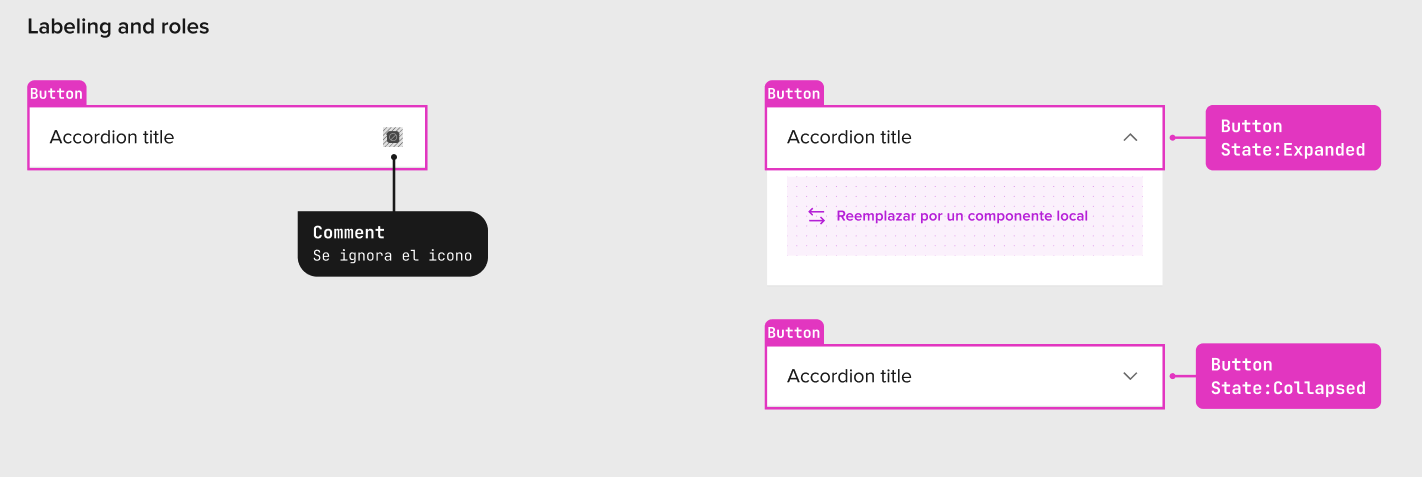 Labeling and roles
Button
Accordion title
Comment
Se ignora el icono
Button
Accordion title
Button
State:Expanded
Reemplazar por un componente local
Button
Accordion title
Button
State:Collapsed